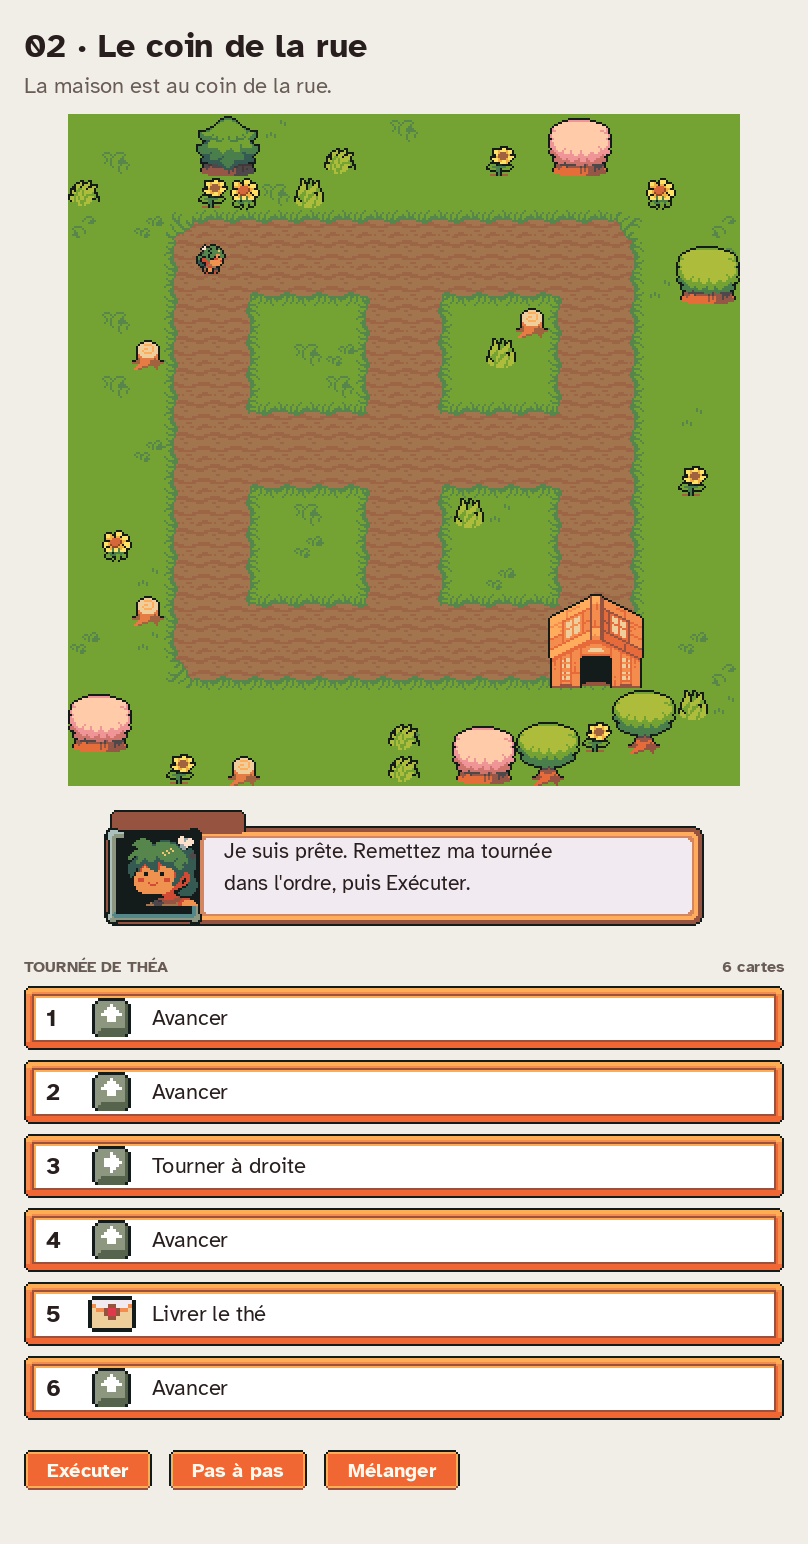 02 · Le coin de la rue
La maison est au coin de la rue.
Je suis prête. Remettez ma tournée
dans l'ordre, puis Exécuter.
TOURNÉE DE THÉA
6 cartes
1 Avancer
2 Avancer
3 Tourner à droite
4 Avancer
5 Livrer le thé
6 Avancer
Exécuter Pas à pas Mélanger